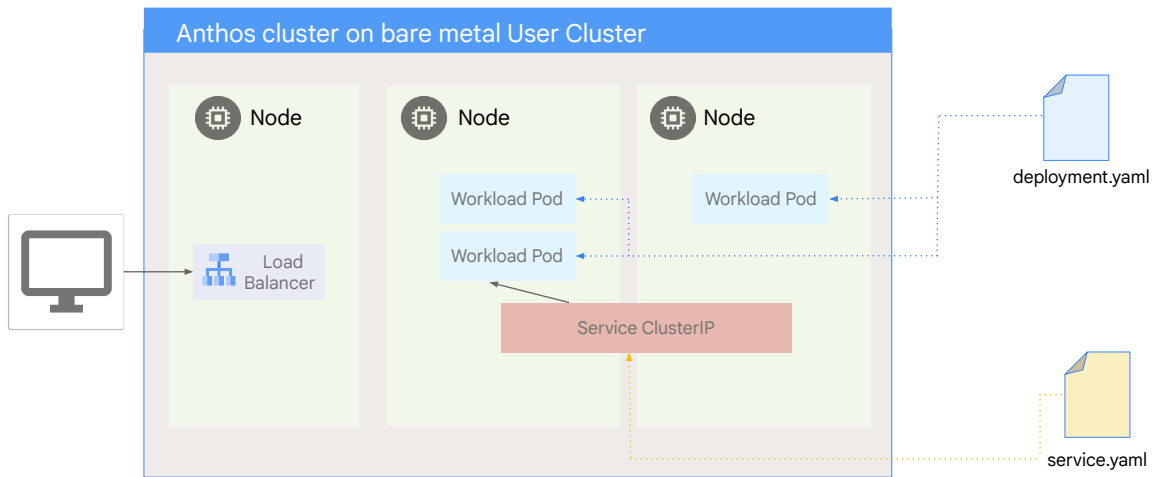 Anthos cluster on bare metal User Cluster
Node
Node
Node
Workload Pod
Workload Pod
Workload Pod
Load
Balancer
Service ClusterIP
deployment.yaml
service.yaml